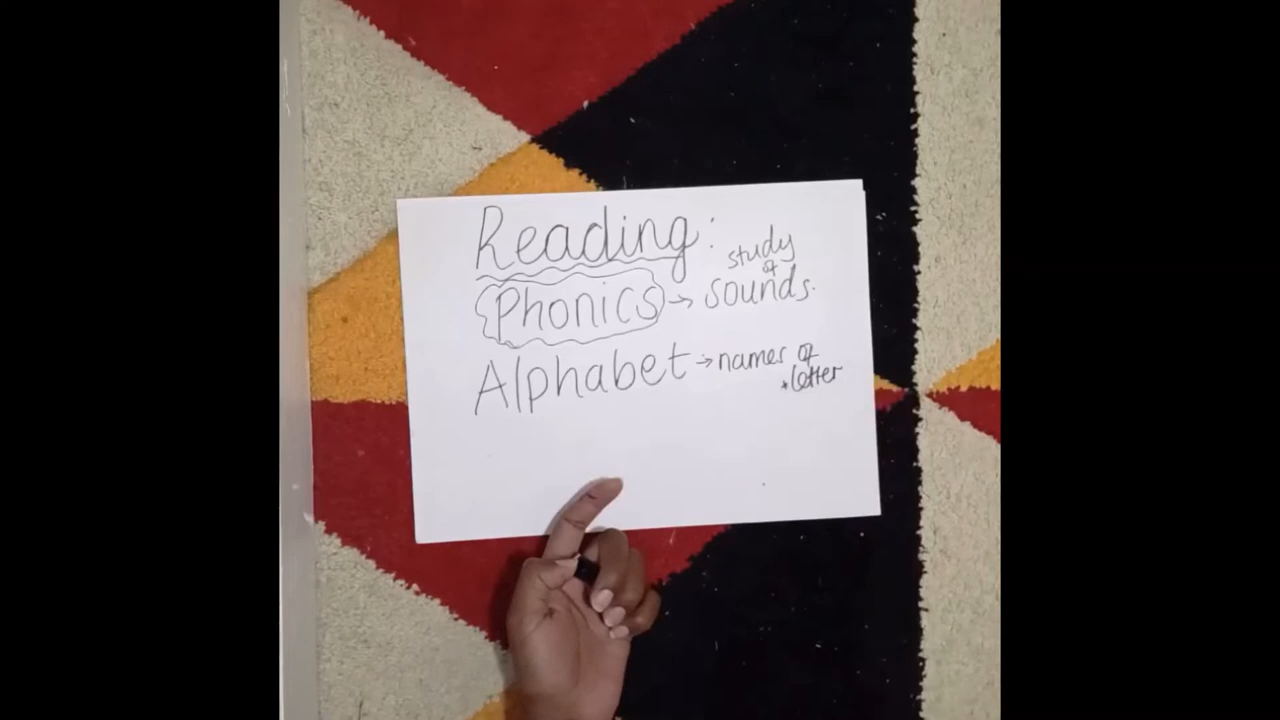 Reading:
Phonics → study of sounds.
Alphabet → names of
letter